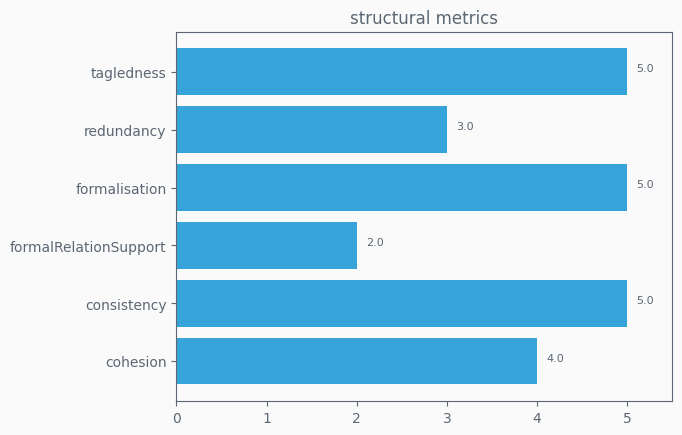 structural metrics
tagledness
5.0
redundancy
3.0
formalisation
5.0
formalRelationSupport
2.0
consistency
5.0
cohesion
4.0
0 1 2 3 4 5